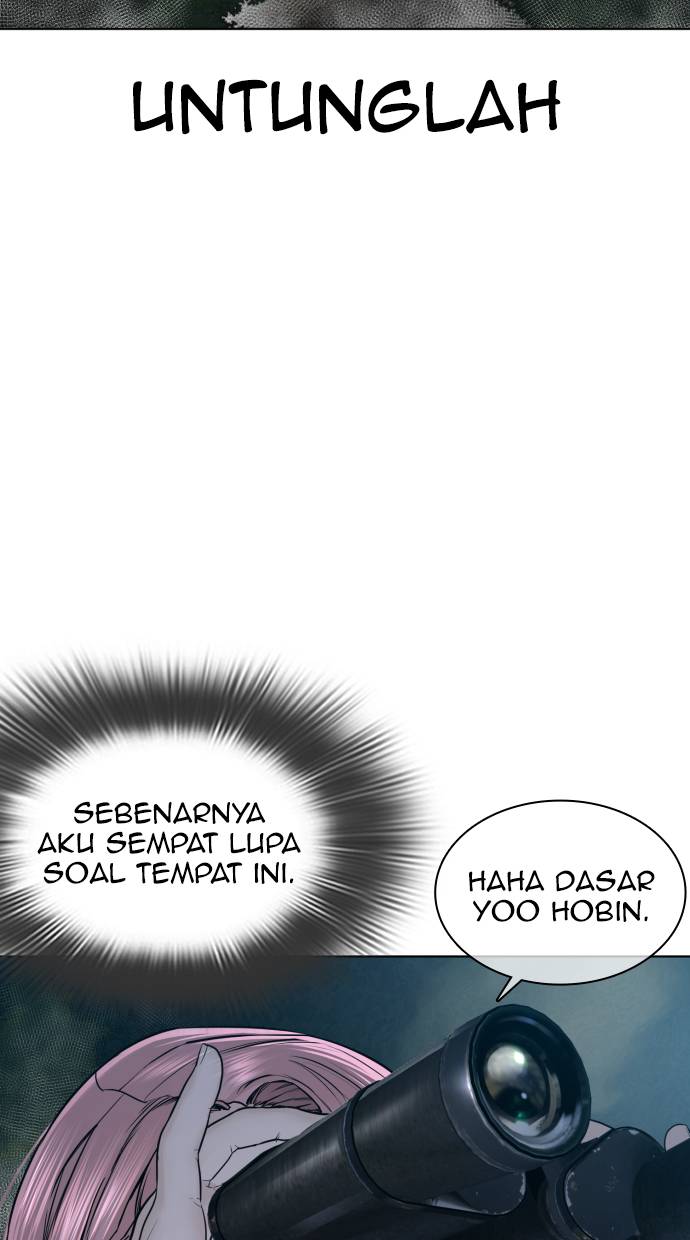 UNTUNGLAH
SEBENARNYA
AKU SEMPAT LUPA
SOAL TEMPAT INI.
HAHA DASAR
YOO HOBIN.